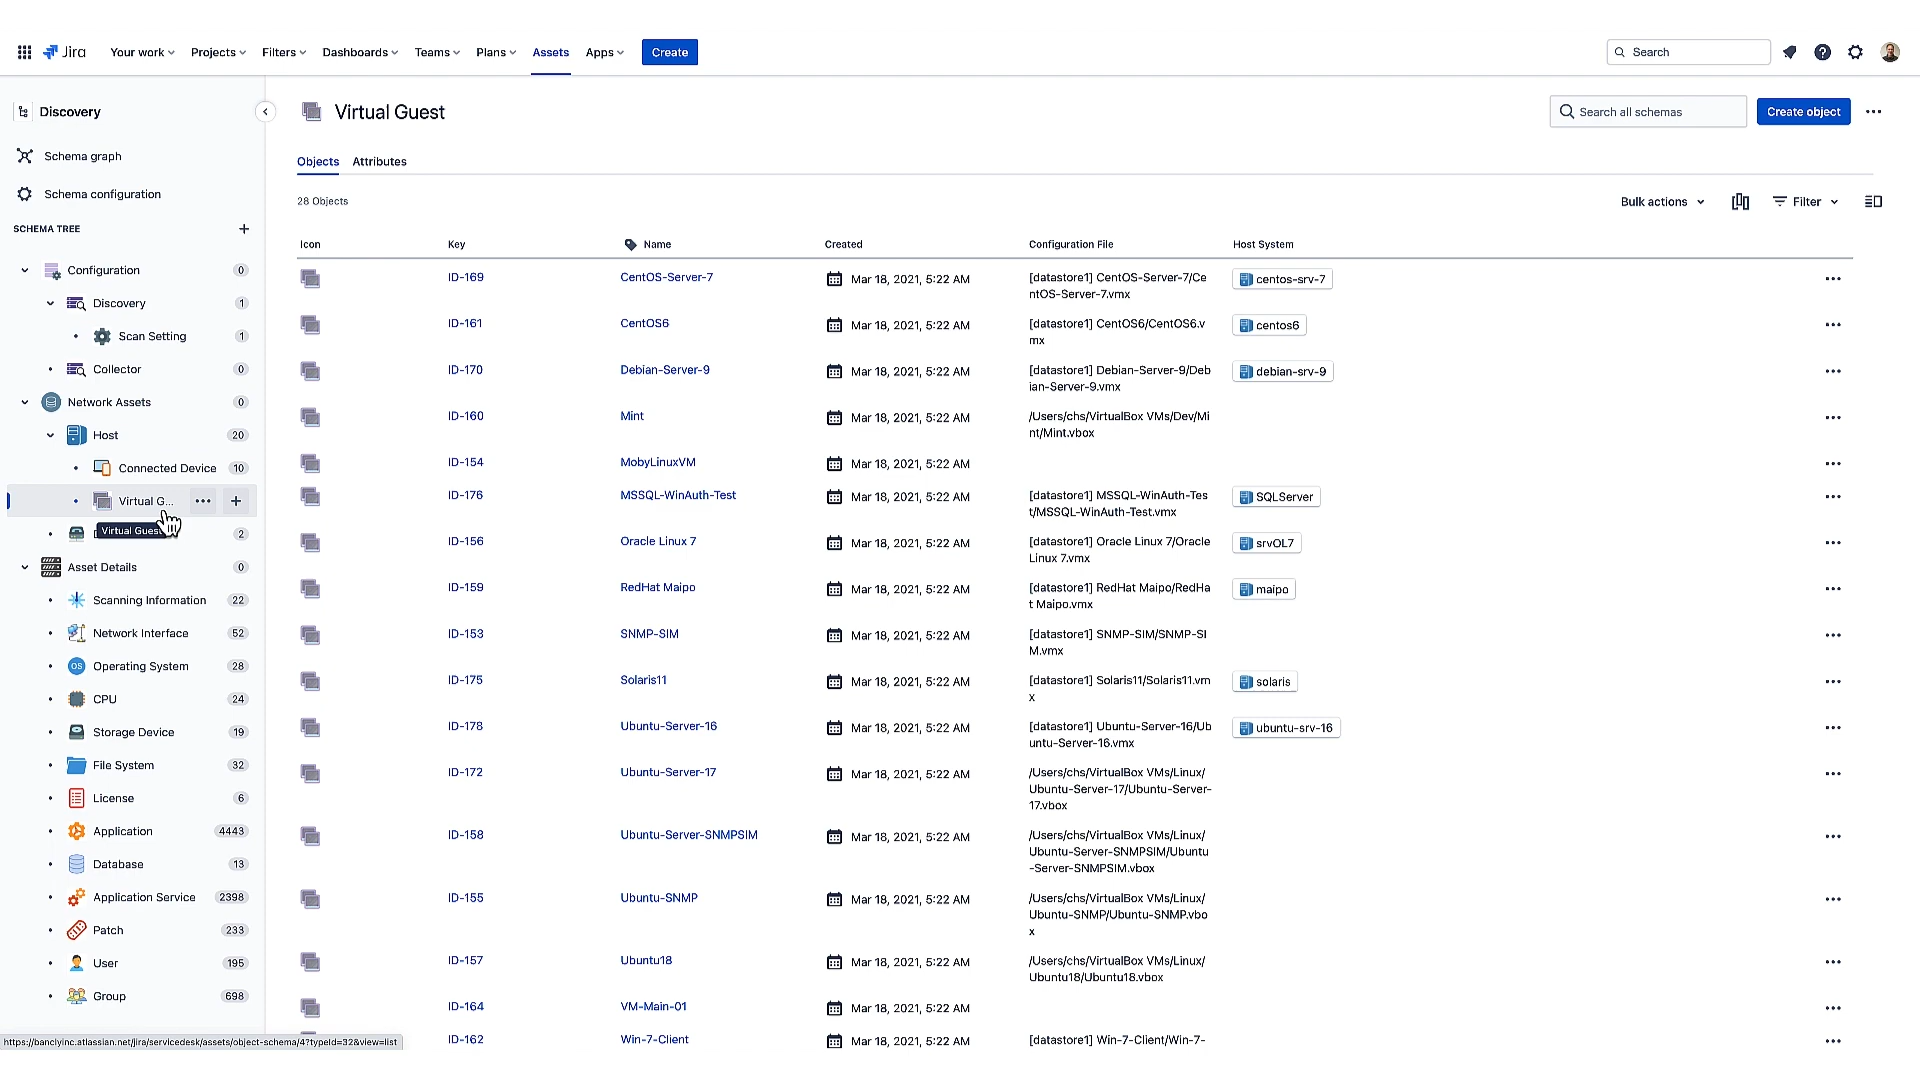 Jira
Your work
Projects
Filters
Dashboards
Teams
Plans
Assets
Apps
Create
Search
Discovery
Schema graph
Schema configuration
SCHEMA TREE
Configuration 0
Discovery 1
Scan Setting 1
Collector 0
Network Assets 0
Host 20
Connected Device 10
Virtual G...
Virtual Guest
2
Asset Details 0
Scanning Information 22
Network Interface 52
OS Operating System 28
CPU 24
Storage Device 19
File System 32
License 6
Application 4443
Database 13
Application Service 2398
Patch 233
User 195
Group 698
https://banclyinc.atlassian.net/jira/servicedesk/assets/object-schema/4?typeId=32&view=list
Virtual Guest
Search all schemas
Create object
Objects Attributes
28 Objects
Bulk actions
Filter
Icon Key Name Created Configuration File Host System
ID-169 CentOS-Server-7 Mar 18, 2021, 5:22 AM [datastore1] CentOS-Server-7/Ce centos-srv-7
ntOS-Server-7.vmx
ID-161 CentOS6 Mar 18, 2021, 5:22 AM [datastore1] CentOS6/CentOS6.v centos6
mx
ID-170 Debian-Server-9 Mar 18, 2021, 5:22 AM [datastore1] Debian-Server-9/Deb debian-srv-9
ian-Server-9.vmx
ID-160 Mint Mar 18, 2021, 5:22 AM /Users/chs/VirtualBox VMs/Dev/Mi
nt/Mint.vbox
ID-154 MobyLinuxVM Mar 18, 2021, 5:22 AM
ID-176 MSSQL-WinAuth-Test Mar 18, 2021, 5:22 AM [datastore1] MSSQL-WinAuth-Tes SQLServer
t/MSSQL-WinAuth-Test.vmx
ID-156 Oracle Linux 7 Mar 18, 2021, 5:22 AM [datastore1] Oracle Linux 7/Oracle srvOL7
Linux 7.vmx
ID-159 RedHat Maipo Mar 18, 2021, 5:22 AM [datastore1] RedHat Maipo/RedHa maipo
t Maipo.vmx
ID-153 SNMP-SIM Mar 18, 2021, 5:22 AM [datastore1] SNMP-SIM/SNMP-SI
M.vmx
ID-175 Solaris11 Mar 18, 2021, 5:22 AM [datastore1] Solaris11/Solaris11.vm solaris
x
ID-178 Ubuntu-Server-16 Mar 18, 2021, 5:22 AM [datastore1] Ubuntu-Server-16/Ub ubuntu-srv-16
untu-Server-16.vmx
ID-172 Ubuntu-Server-17 Mar 18, 2021, 5:22 AM /Users/chs/VirtualBox VMs/Linux/
Ubuntu-Server-17/Ubuntu-Server-
17.vbox
ID-158 Ubuntu-Server-SNMPSIM Mar 18, 2021, 5:22 AM /Users/chs/VirtualBox VMs/Linux/
Ubuntu-Server-SNMPSIM/Ubuntu
-Server-SNMPSIM.vbox
ID-155 Ubuntu-SNMP Mar 18, 2021, 5:22 AM /Users/chs/VirtualBox VMs/Linux/
Ubuntu-SNMP/Ubuntu-SNMP.vbo
x
ID-157 Ubuntu18 Mar 18, 2021, 5:22 AM /Users/chs/VirtualBox VMs/Linux/
Ubuntu18/Ubuntu18.vbox
ID-164 VM-Main-01 Mar 18, 2021, 5:22 AM
ID-162 Win-7-Client Mar 18, 2021, 5:22 AM [datastore1] Win-7-Client/Win-7-